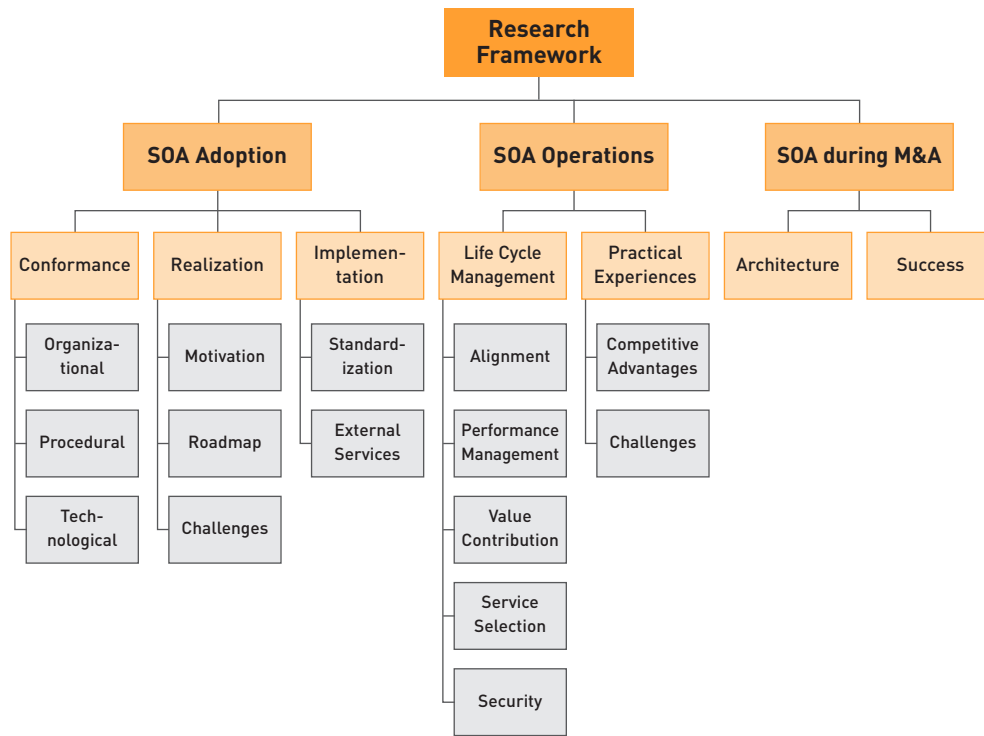 Research
Framework
SOA Adoption
SOA Operations
SOA during M&A
Conformance
Realization
Implemen-
tation
Life Cycle
Management
Practical
Experiences
Architecture
Success
Organiza-
tional
Motivation
Standard-
ization
Alignment
Competitive
Advantages
Procedural
Roadmap
External
Services
Performance
Management
Challenges
Tech-
nological
Challenges
Value
Contribution
Service
Selection
Security